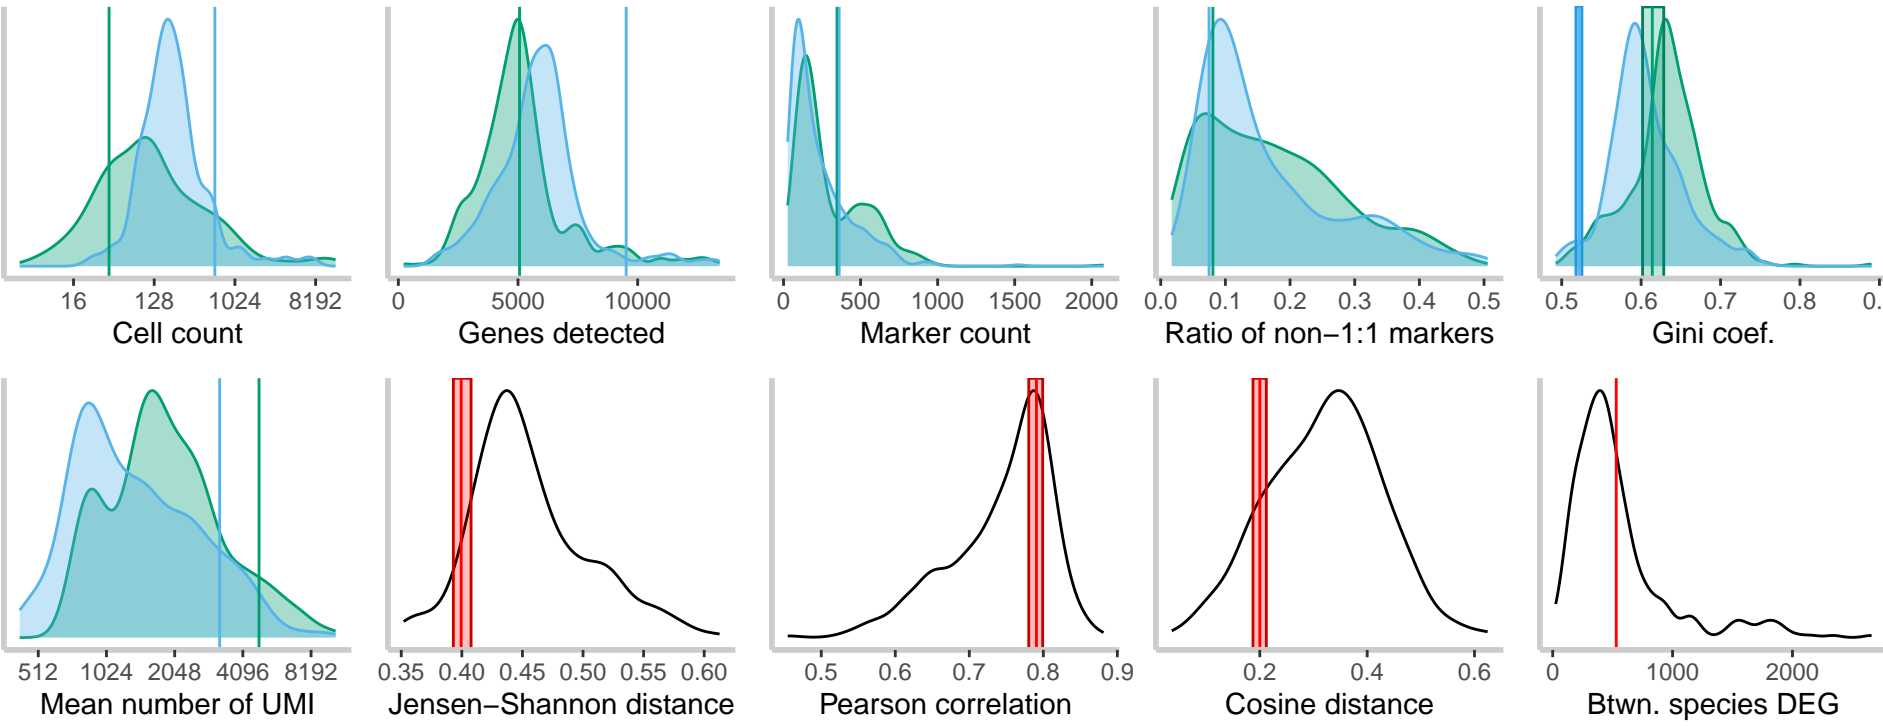 16 128 1024 8192
Cell count
0 5000 10000
Genes detected
0 500 1000 1500 2000
Marker count
0.0 0.1 0.2 0.3 0.4 0.5
Ratio of non−1:1 markers
0.5 0.6 0.7 0.8 0.
Gini coef.
512 1024 2048 4096 8192
Mean number of UMI
0.35 0.40 0.45 0.50 0.55 0.60
Jensen−Shannon distance
0.5 0.6 0.7 0.8 0.9
Pearson correlation
0.2 0.4 0.6
Cosine distance
0 1000 2000
Btwn. species DEG